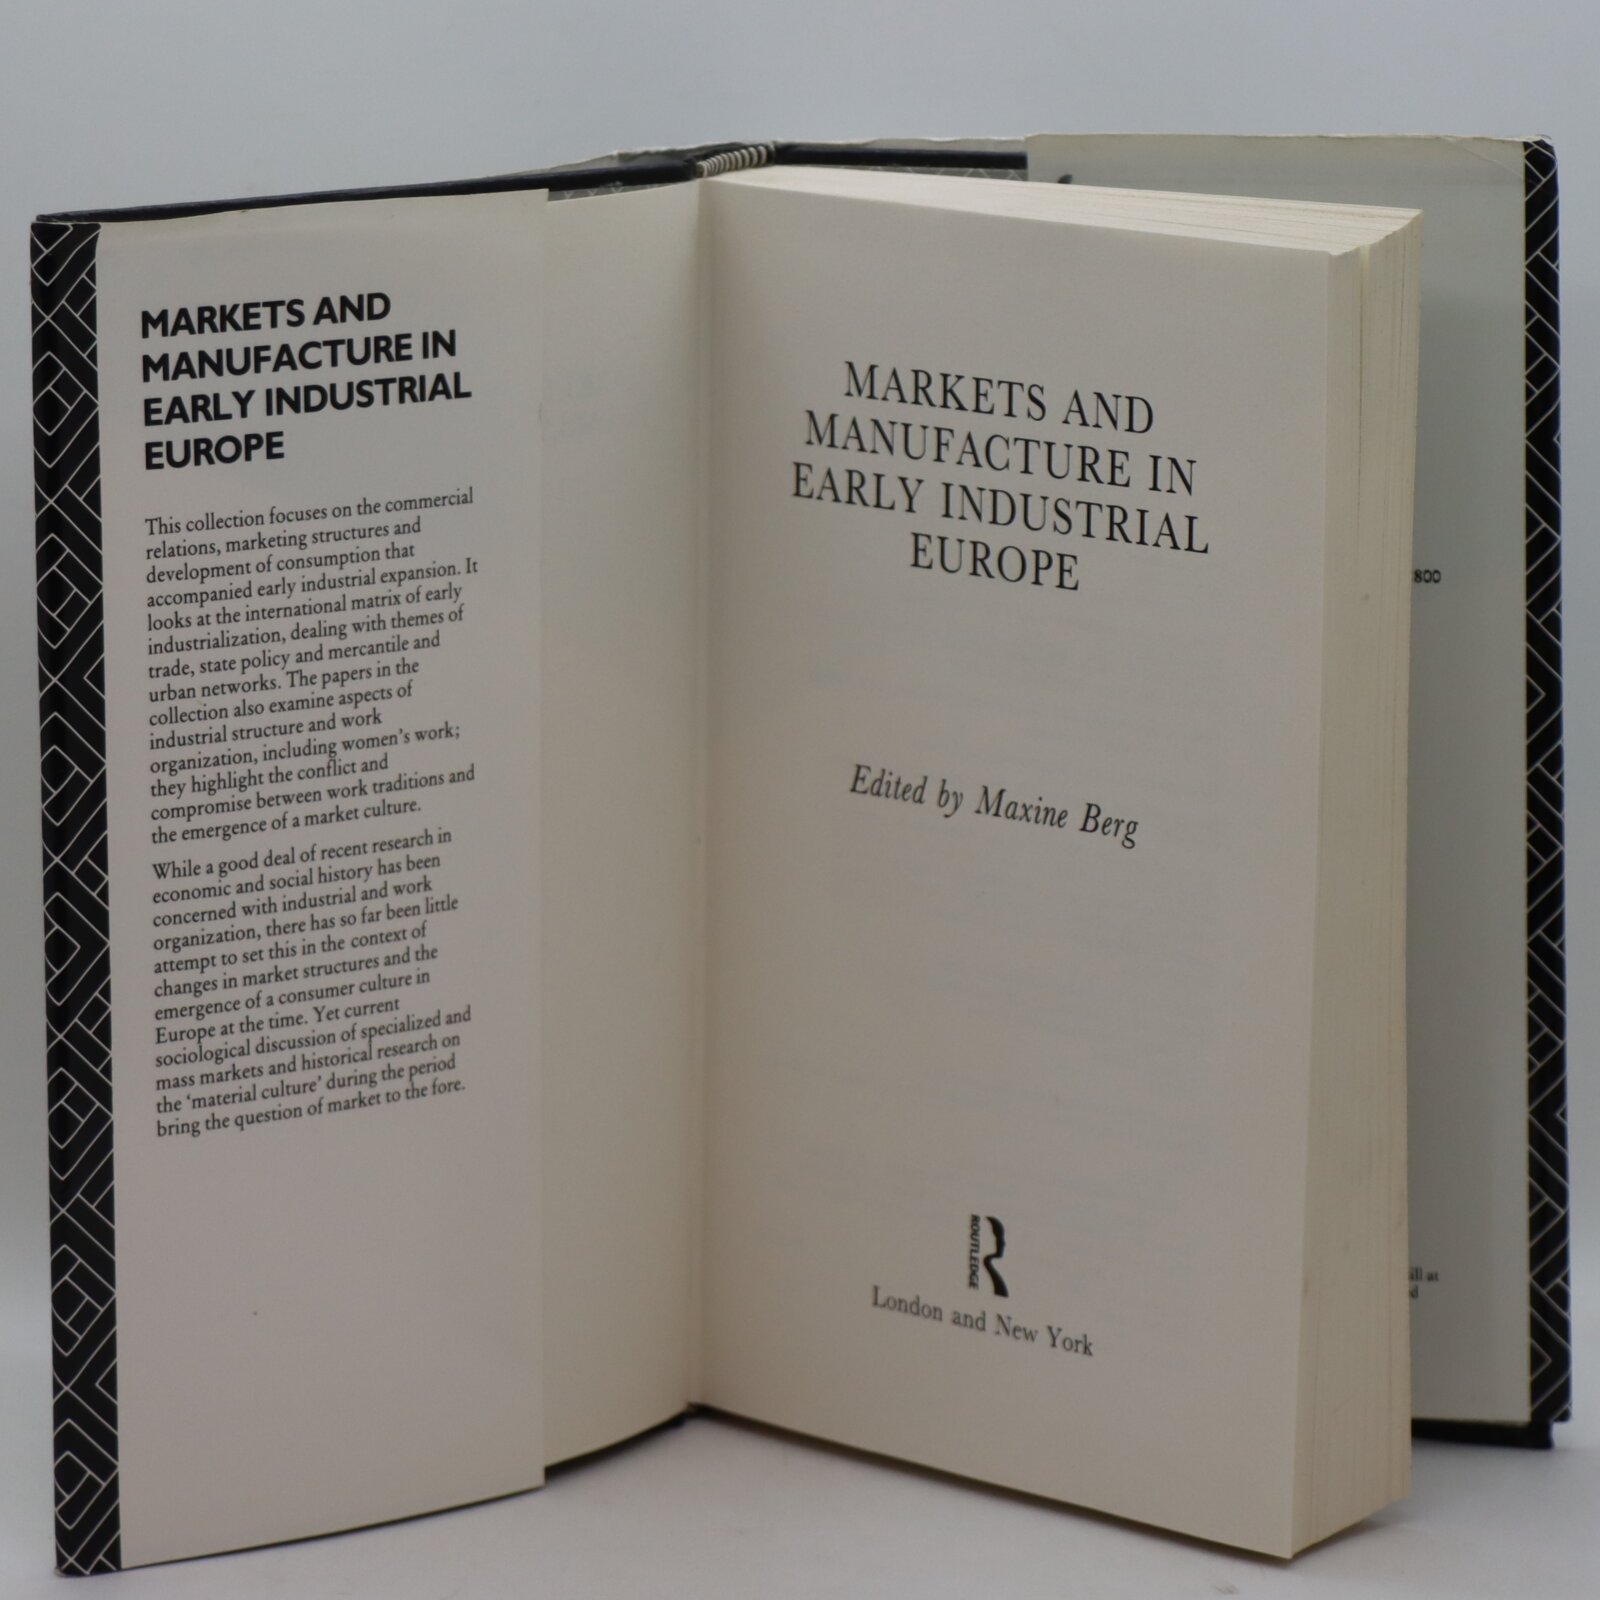 MARKETS AND
MANUFACTURE IN
EARLY INDUSTRIAL
EUROPE
This collection focuses on the commercial
relations, marketing structures and
development of consumption that
accompanied early industrial expansion. It
looks at the international matrix of early
industrialization, dealing with themes of
trade, state policy and mercantile and
urban networks. The papers in the
collection also examine aspects of
industrial structure and work
organization, including women's work;
they highlight the conflict and
compromise between work traditions and
the emergence of a market culture.
While a good deal of recent research in
economic and social history has been
concerned with industrial and work
organization, there has so far been little
attempt to set this in the context of
changes in market structures and the
emergence of a consumer culture in
Europe at the time. Yet current
sociological discussion of specialized and
mass markets and historical research on
the 'material culture' during the period
bring the question of market to the fore.
MARKETS AND
MANUFACTURE IN
EARLY INDUSTRIAL
EUROPE
Edited by Maxine Berg
ROUTLEDGE
London and New York
800
at